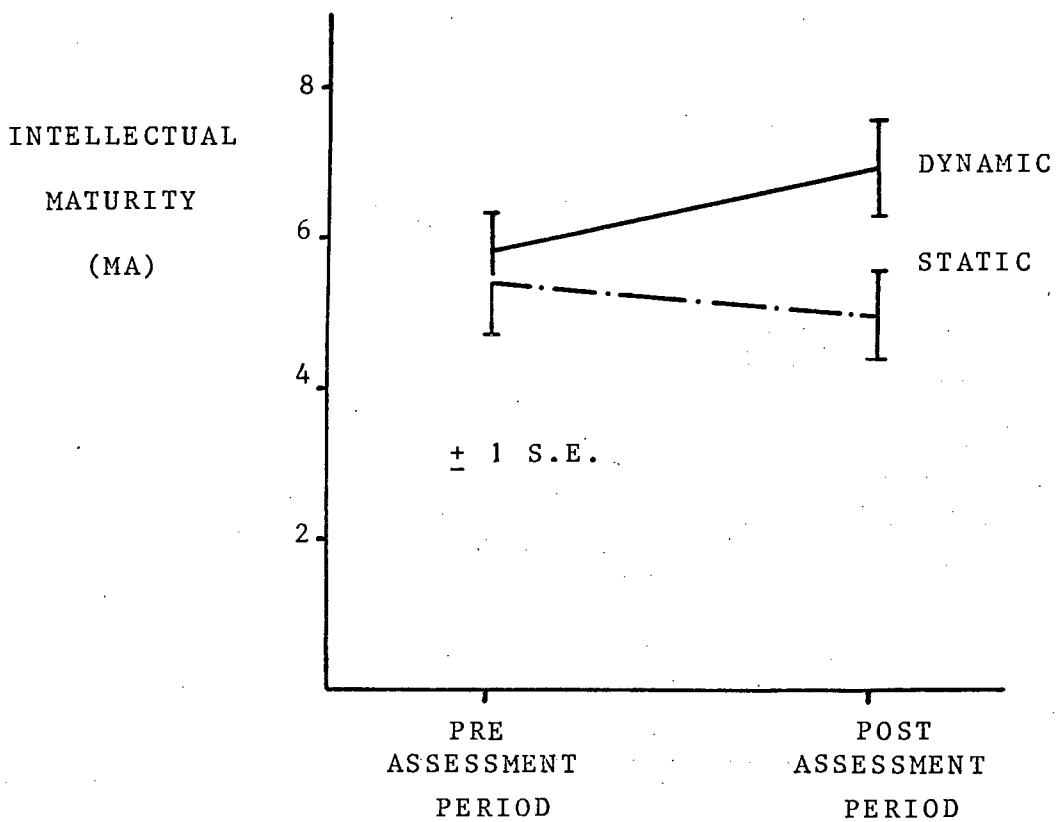 INTELLECTUAL
MATURITY
(MA)
8
6
4
2
DYNAMIC
STATIC
± 1 S.E.
PRE
ASSESSMENT
PERIOD
POST
ASSESSMENT
PERIOD